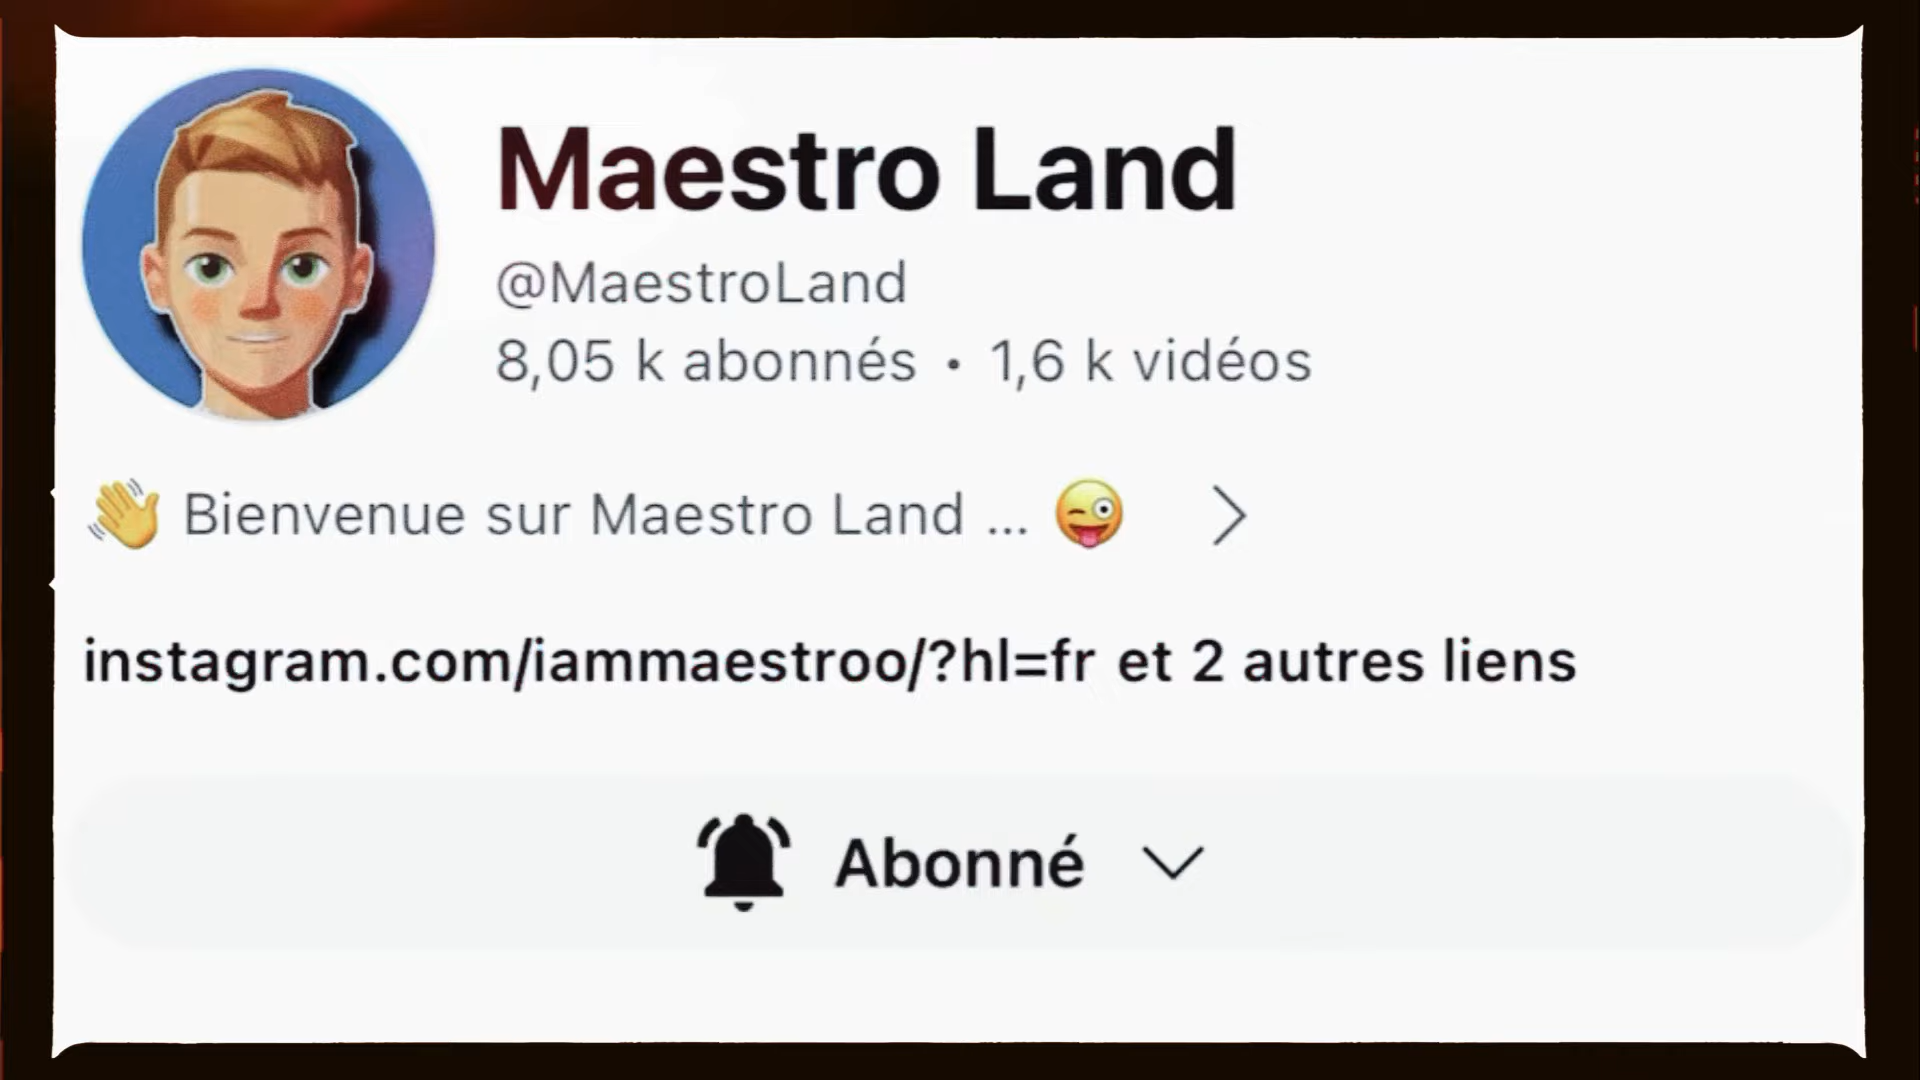 Maestro Land
@MaestroLand
8,05 k abonnés • 1,6 k vidéos
👋 Bienvenue sur Maestro Land ... 😜
instagram.com/iammaestroo/?hl=fr et 2 autres liens
Abonné